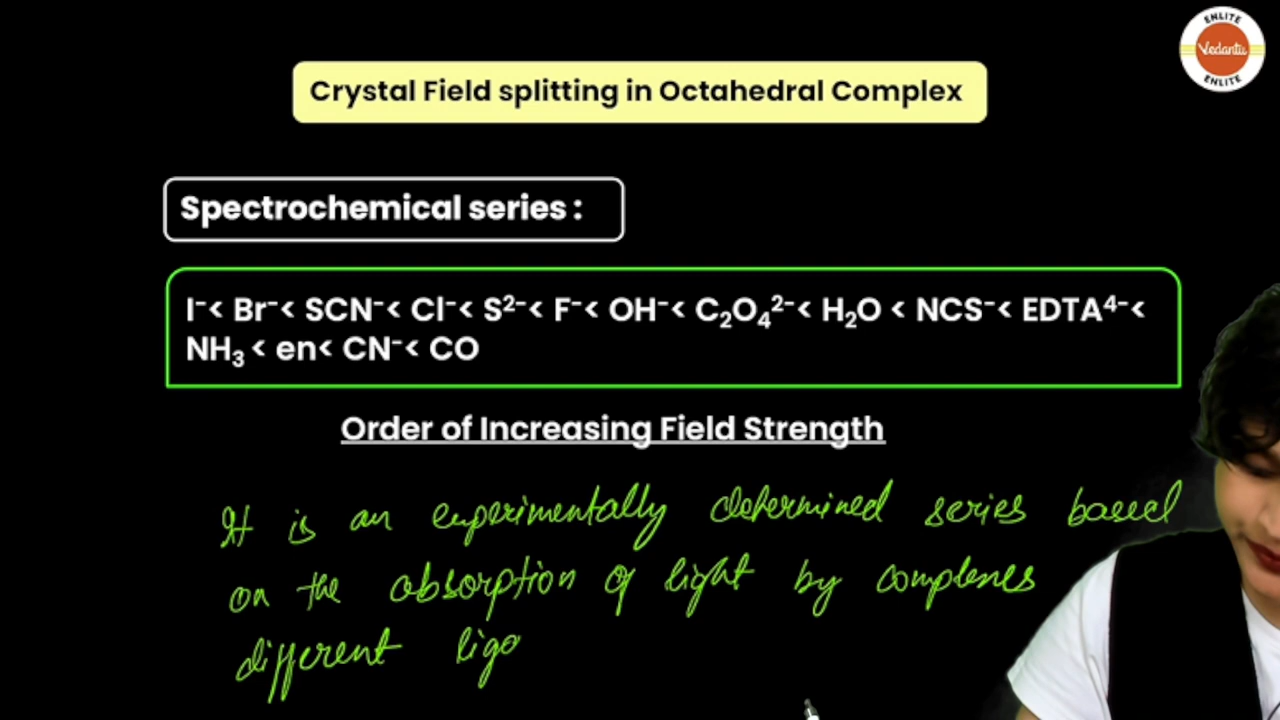 ENLITE
Vedantu
ENLITE
Crystal Field splitting in Octahedral Complex
Spectrochemical series :
I⁻< Br⁻< SCN⁻< Cl⁻< S²⁻< F⁻< OH⁻< C₂O₄²⁻< H₂O < NCS⁻< EDTA⁴⁻<
NH₃ < en< CN⁻< CO
Order of Increasing Field Strength
It is an experimentally determined series based
on the absorption of light by complexes
different liga